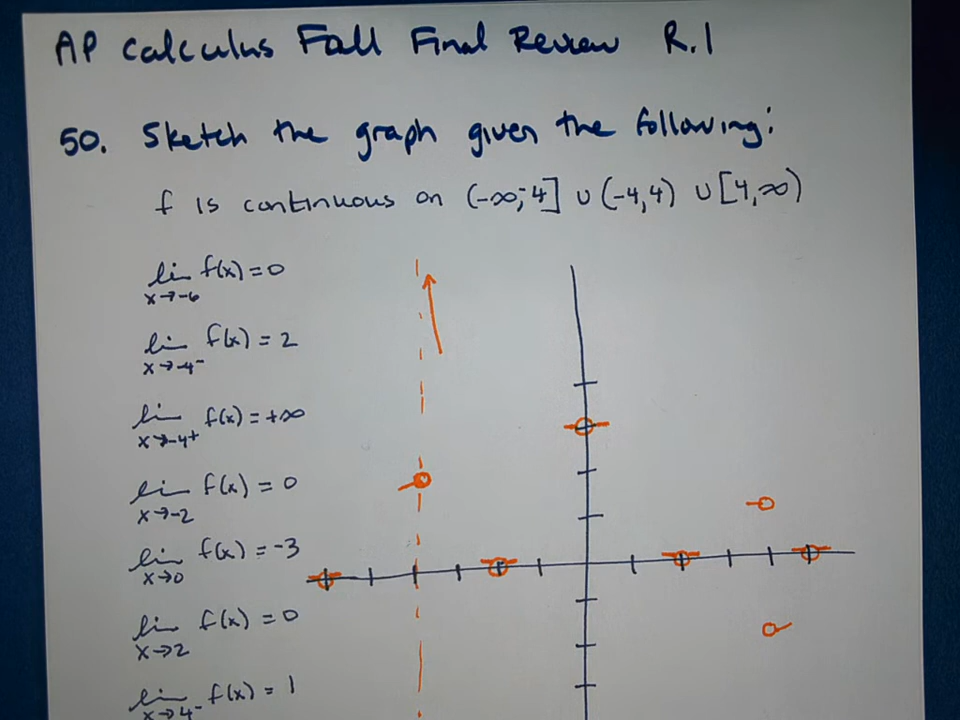 AP Calculus Fall Final Review R.1
50. Sketch the graph given the following:
f is continuous on (-∞,-4] ∪ (-4,4) ∪ [4,∞)
lim f(x) = 0
x→-6
lim f(x) = 2
x→-4⁻
lim f(x) = +∞
x→-4⁺
lim f(x) = 0
x→-2
lim f(x) = -3
x→0
lim f(x) = 0
x→2
lim f(x) = 1
x→4⁻